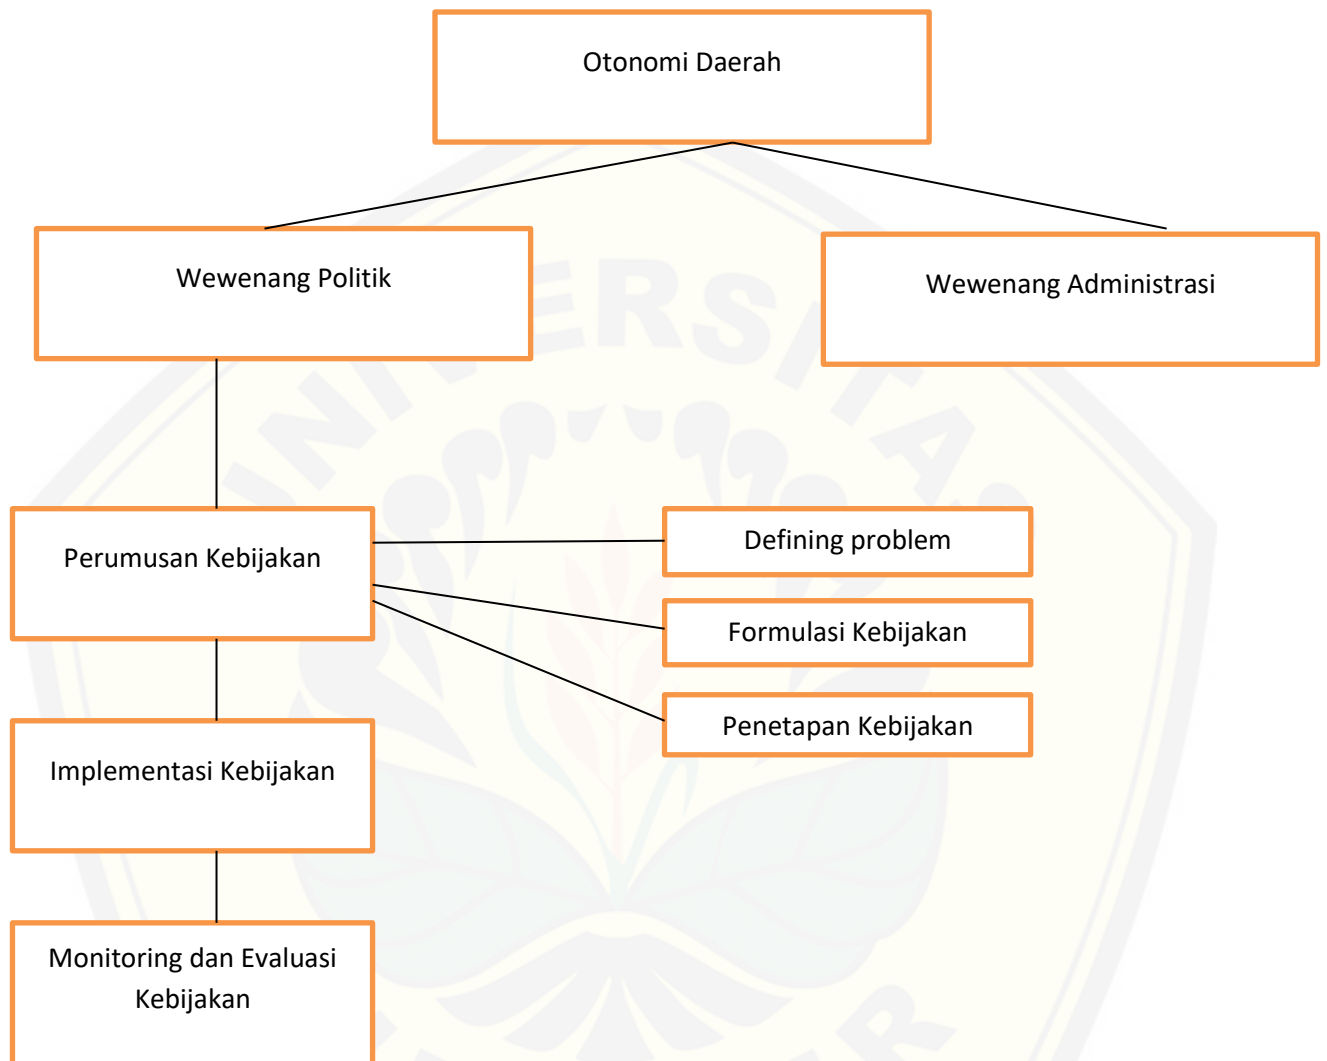 Otonomi Daerah
Wewenang Politik
Wewenang Administrasi
Perumusan Kebijakan
Defining problem
Formulasi Kebijakan
Penetapan Kebijakan
Implementasi Kebijakan
Monitoring dan Evaluasi
Kebijakan
UNIVERSITAS